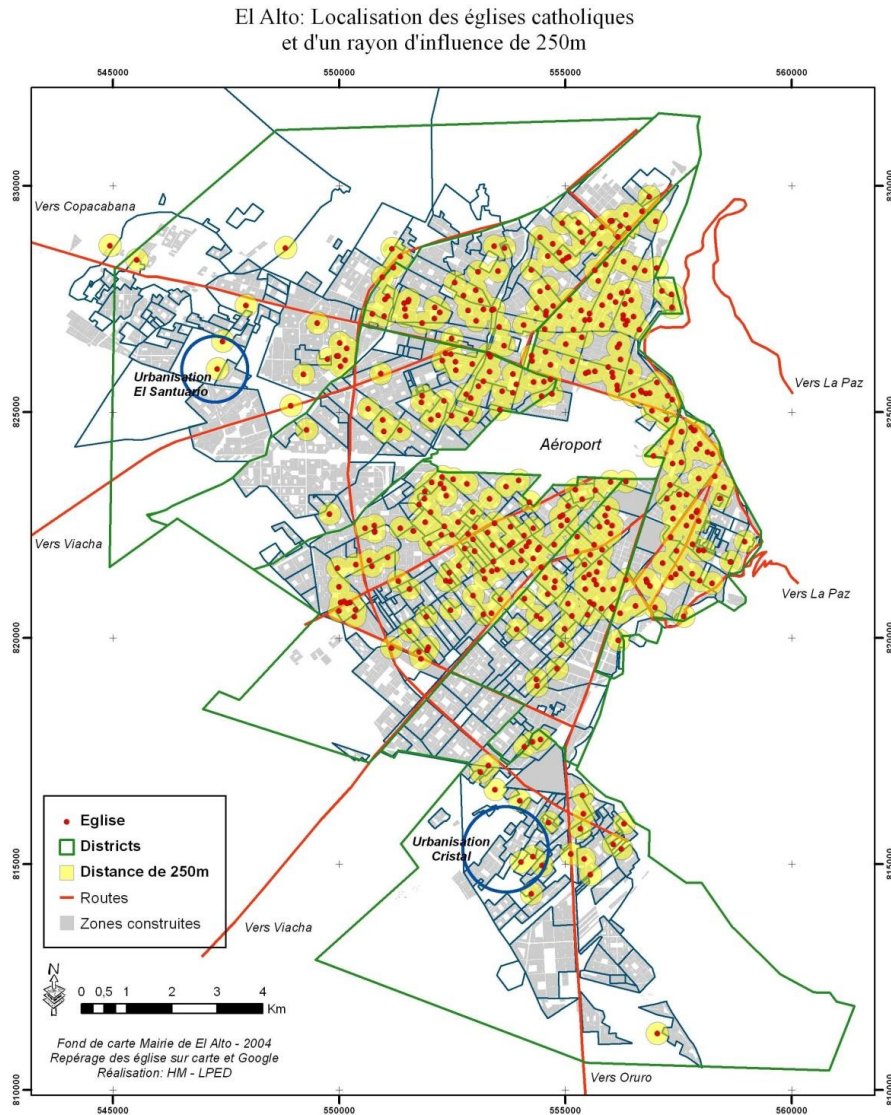 El Alto: Localisation des églises catholiques
et d'un rayon d'influence de 250m
545000
550000
555000
560000
830000
830000
Vers Copacabana
Vers La Paz
Urbanisation
El Santuario
825000
825000
Aéroport
Vers Viacha
Vers La Paz
820000
820000
Urbanisation
Cristal
815000
815000
Eglise
Districts
Distance de 250m
Routes
Zones construites
Vers Viacha
N
0 0,5 1 2 3 4
Km
Fond de carte Mairie de El Alto - 2004
Repérage des église sur carte et Google
Réalisation: HM - LPED
Vers Oruro
810000
810000
545000
550000
555000
560000